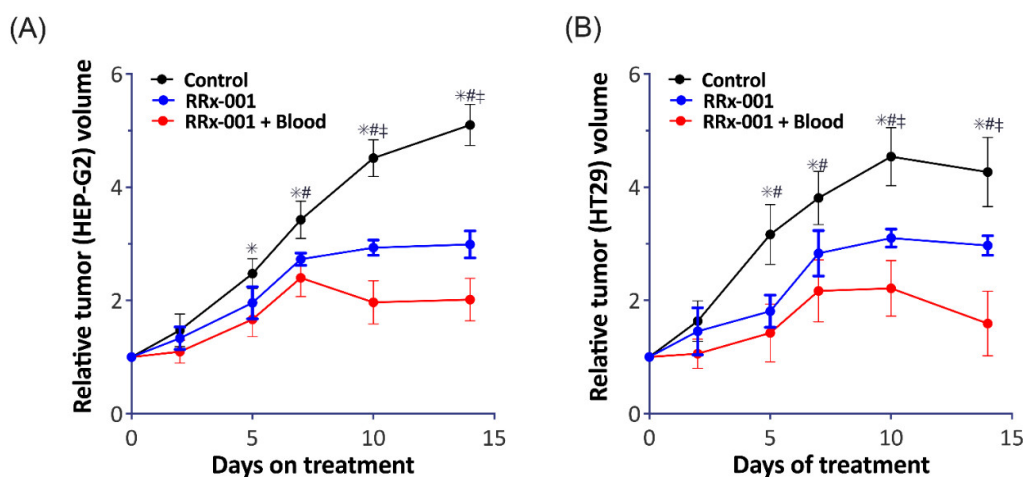 (A)
Relative tumor (HEP-G2) volume
6
4
2
0
Control
RRx-001
RRx-001 + Blood
✳
✳#
✳#‡
✳#‡
0 5 10 15
Days on treatment
(B)
Relative tumor (HT29) volume
6
4
2
0
Control
RRx-001
RRx-001 + Blood
✳#
✳#
✳#‡
✳#‡
0 5 10 15
Days of treatment